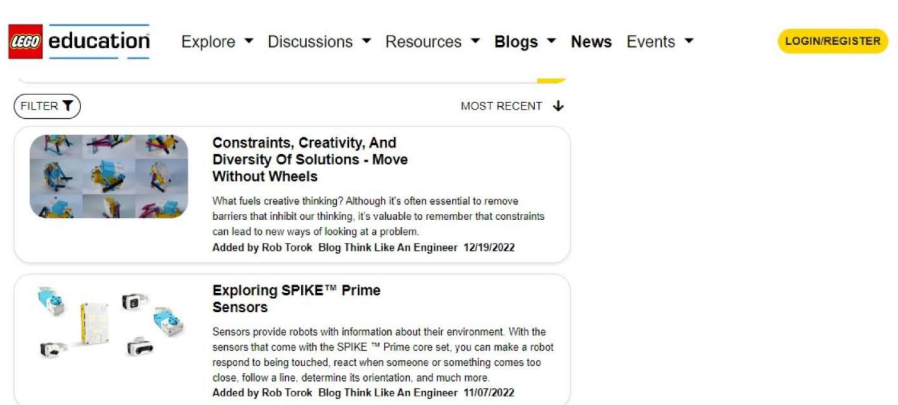 LEGO education Explore Discussions Resources Blogs News Events LOGIN/REGISTER
FILTER MOST RECENT
Constraints, Creativity, And
Diversity Of Solutions - Move
Without Wheels
What fuels creative thinking? Although it's often essential to remove
barriers that inhibit our thinking, it's valuable to remember that constraints
can lead to new ways of looking at a problem.
Added by Rob Torok Blog Think Like An Engineer 12/19/2022
Exploring SPIKE™ Prime
Sensors
Sensors provide robots with information about their environment. With the
sensors that come with the SPIKE ™ Prime core set, you can make a robot
respond to being touched, react when someone or something comes too
close, follow a line, determine its orientation, and much more.
Added by Rob Torok Blog Think Like An Engineer 11/07/2022